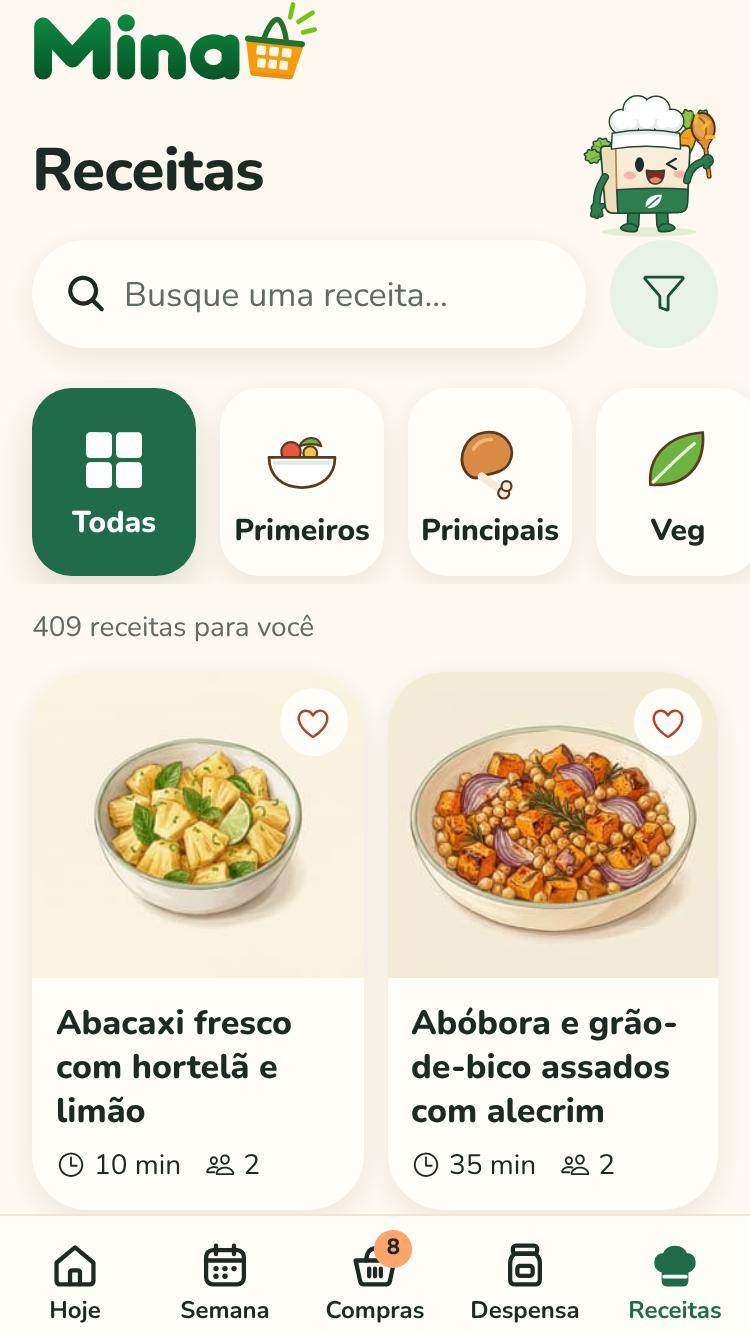 Mina
Receitas
Busque uma receita...
Todas
Primeiros
Principais
Veg
409 receitas para você
Abacaxi fresco
com hortelã e
limão
10 min 2
Abóbora e grão-
de-bico assados
com alecrim
35 min 2
8
Hoje
Semana
Compras
Despensa
Receitas